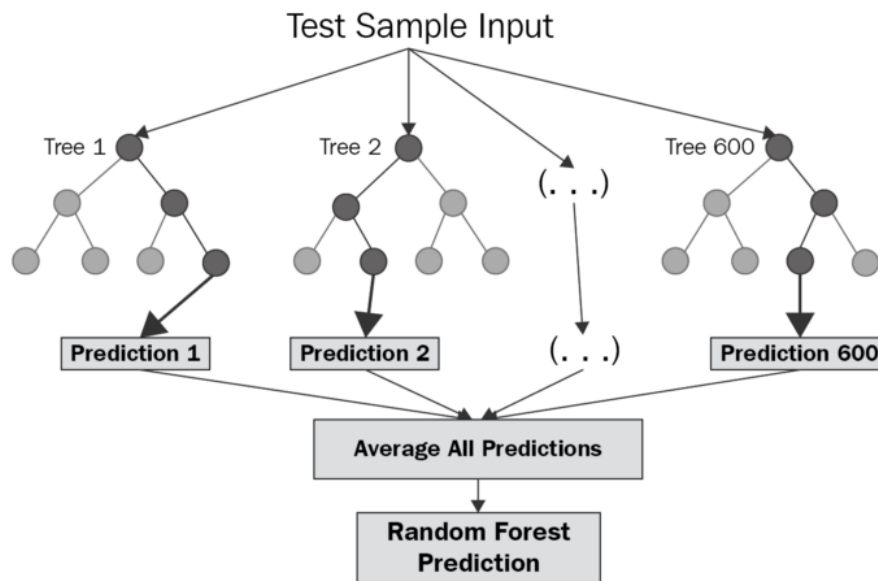 Test Sample Input
Tree 1
Tree 2
(. . .)
Tree 600
Prediction 1
Prediction 2
(. . .)
Prediction 600
Average All Predictions
Random Forest
Prediction